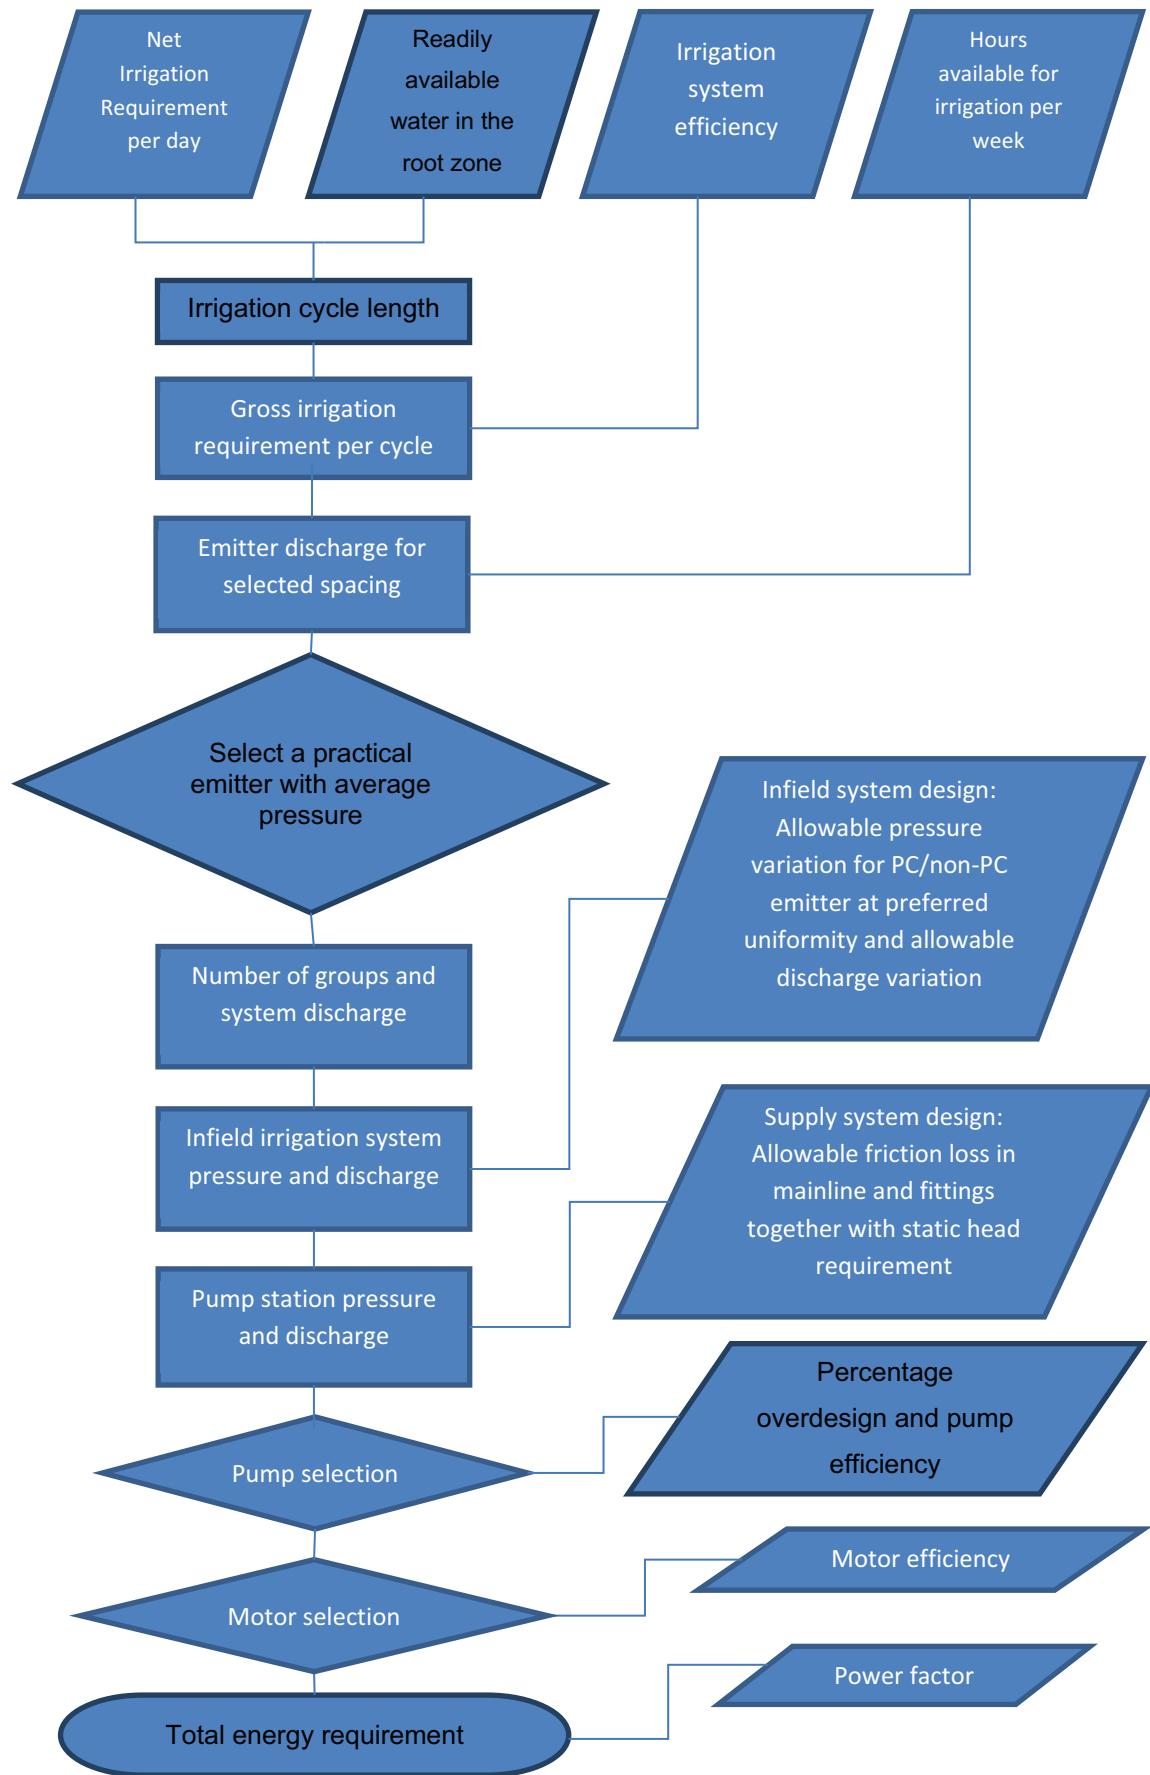 Net
Irrigation
Requirement
per day
Readily
available
water in the
root zone
Irrigation
system
efficiency
Hours
available for
irrigation per
week
Irrigation cycle length
Gross irrigation
requirement per cycle
Emitter discharge for
selected spacing
Select a practical
emitter with average
pressure
Infield system design:
Allowable pressure
variation for PC/non-PC
emitter at preferred
uniformity and allowable
discharge variation
Number of groups and
system discharge
Infield irrigation system
pressure and discharge
Supply system design:
Allowable friction loss in
mainline and fittings
together with static head
requirement
Pump station pressure
and discharge
Percentage
overdesign and pump
efficiency
Pump selection
Motor efficiency
Motor selection
Power factor
Total energy requirement